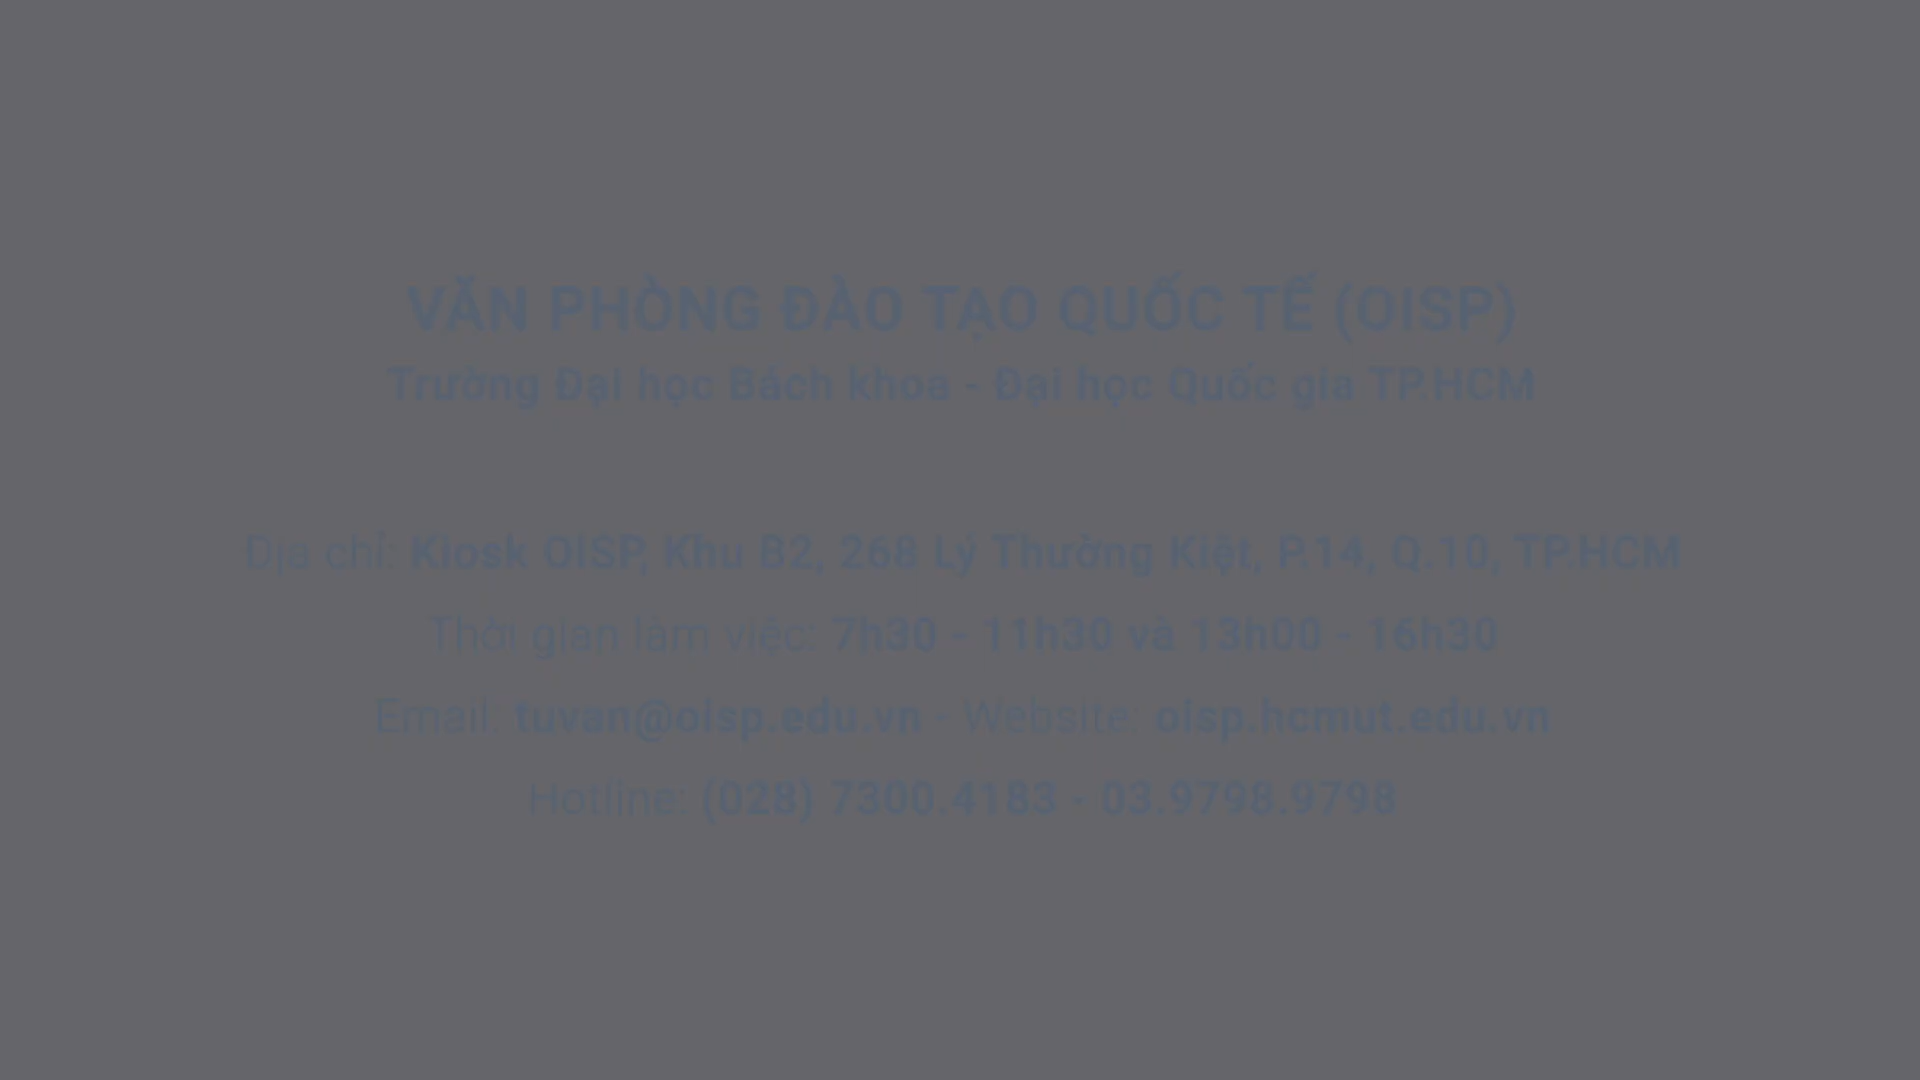 VĂN PHÒNG ĐÀO TẠO QUỐC TẾ (OISP)
Trường Đại học Bách khoa - Đại học Quốc gia TP.HCM
Địa chỉ: Kiosk OISP, Khu B2, 268 Lý Thường Kiệt, P.14, Q.10, TP.HCM
Thời gian làm việc: 7h30 - 11h30 và 13h00 - 16h30
Email: tuvan@oisp.edu.vn - Website: oisp.hcmut.edu.vn
Hotline: (028) 7300.4183 - 03.9798.9798